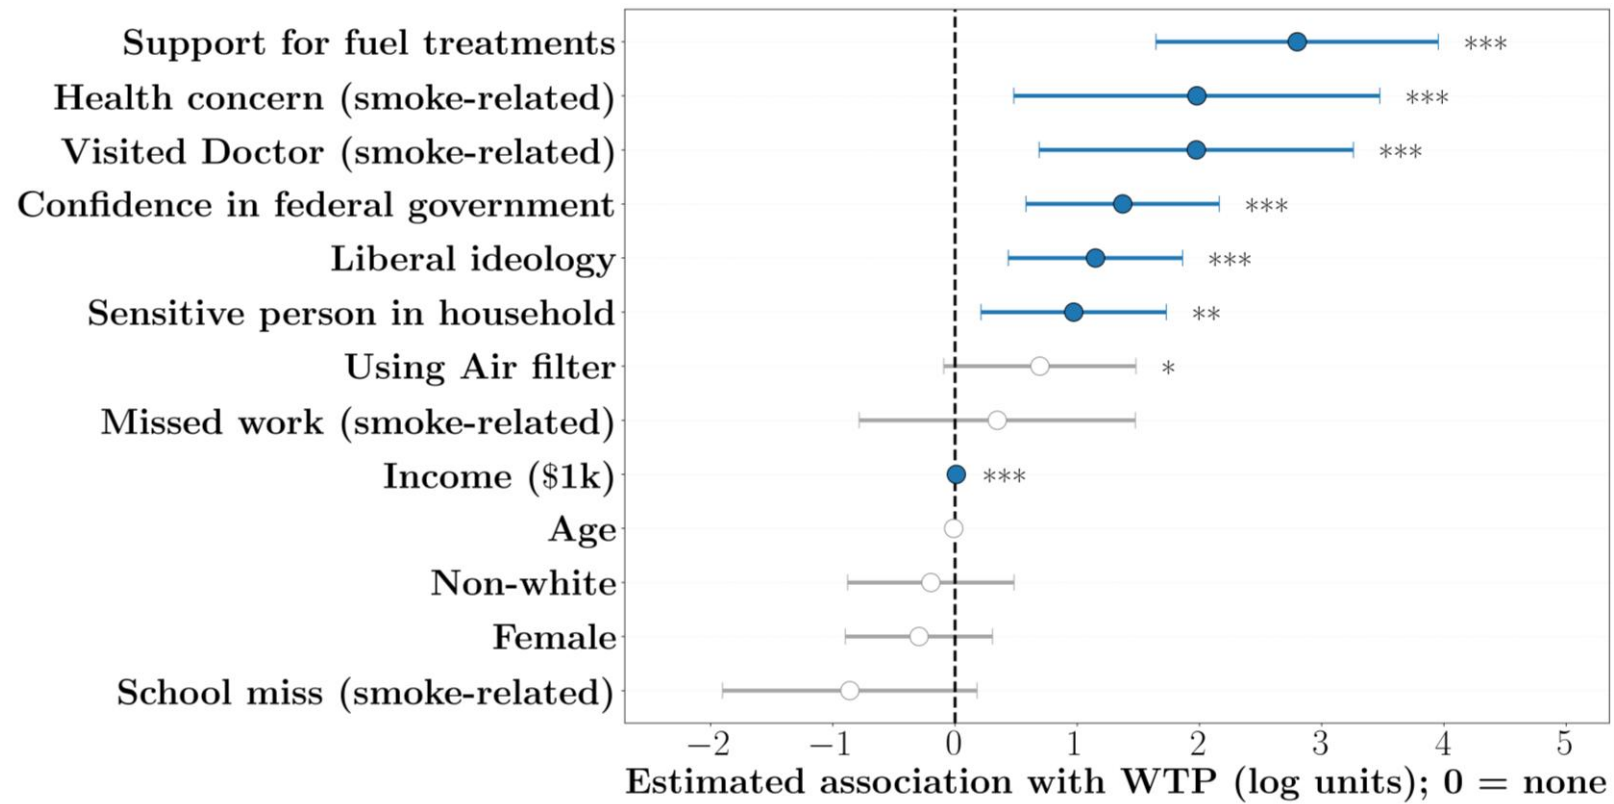 Support for fuel treatments ***
Health concern (smoke-related) ***
Visited Doctor (smoke-related) ***
Confidence in federal government ***
Liberal ideology ***
Sensitive person in household **
Using Air filter *
Missed work (smoke-related)
Income ($1k) ***
Age
Non-white
Female
School miss (smoke-related)
−2 −1 0 1 2 3 4 5
Estimated association with WTP (log units); 0 = none